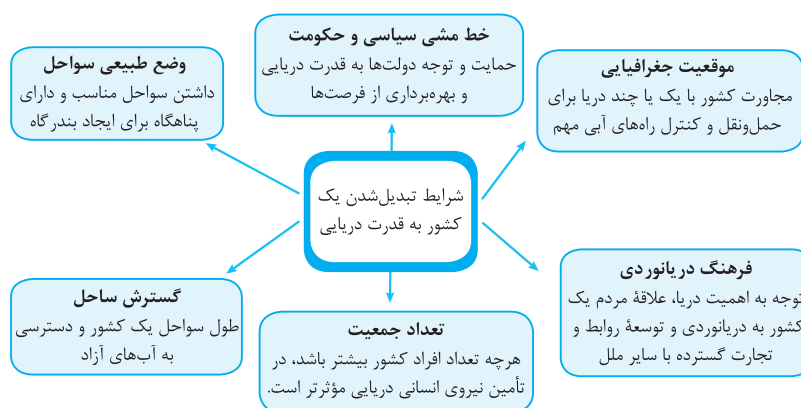 خط مشی سیاسی و حکومت
حمایت و توجه دولت‌ها به قدرت دریایی
و بهره‌برداری از فرصت‌ها
موقعیت جغرافیایی
مجاورت کشور با یک یا چند دریا برای
حمل‌ونقل و کنترل راه‌های آبی مهم
وضع طبیعی سواحل
داشتن سواحل مناسب و دارای
پناهگاه برای ایجاد بندرگاه
شرایط تبدیل‌شدن یک
کشور به قدرت دریایی
فرهنگ دریانوردی
توجه به اهمیت دریا، علاقهٔ مردم یک
کشور به دریانوردی و توسعهٔ روابط و
تجارت گسترده با سایر ملل
گسترش ساحل
طول سواحل یک کشور و دسترسی
به آب‌های آزاد
تعداد جمعیت
هرچه تعداد افراد کشور بیشتر باشد، در
تأمین نیروی انسانی دریایی مؤثرتر است.